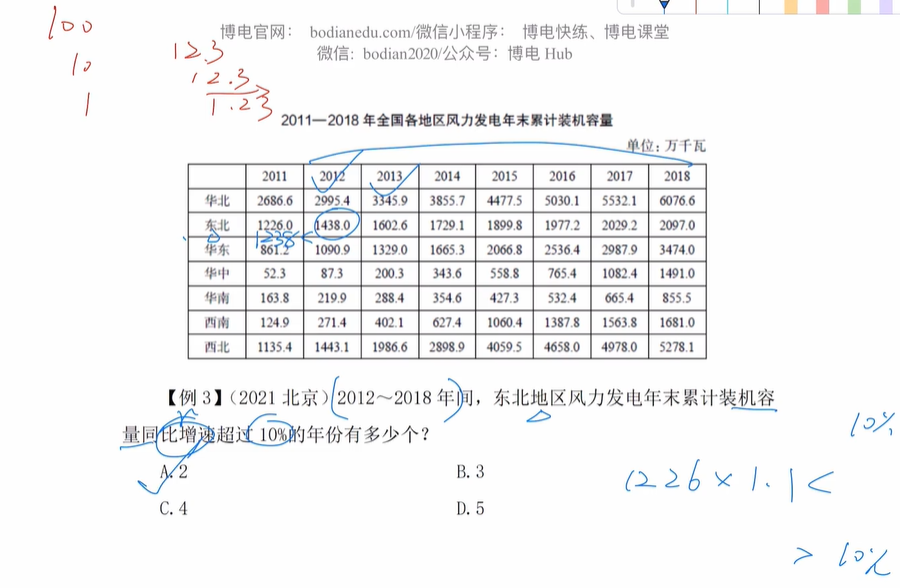 100
10
1
12.3
12.3
1.23
博电官网： bodianedu.com/微信小程序： 博电快练、博电课堂
微信: bodian2020/公众号：博电 Hub
2011—2018 年全国各地区风力发电年末累计装机容量
单位：万千瓦
2011 2012 2013 2014 2015 2016 2017 2018
华北 2686.6 2995.4 3345.9 3855.7 4477.5 5030.1 5532.1 6076.6
东北 1226.0 1438.0 1602.6 1729.1 1899.8 1977.2 2029.2 2097.0
1238<
华东 861.2 1090.9 1329.0 1665.3 2066.8 2536.4 2987.9 3474.0
华中 52.3 87.3 200.3 343.6 558.8 765.4 1082.4 1491.0
华南 163.8 219.9 288.4 354.6 427.3 532.4 665.4 855.5
西南 124.9 271.4 402.1 627.4 1060.4 1387.8 1563.8 1681.0
西北 1135.4 1443.1 1986.6 2898.9 4059.5 4658.0 4978.0 5278.1
【例 3】（2021 北京）2012～2018 年间，东北地区风力发电年末累计装机容
量同比增速超过 10%的年份有多少个？
10%
A. 2 B. 3
1226×1.1<
C. 4 D. 5
>10%